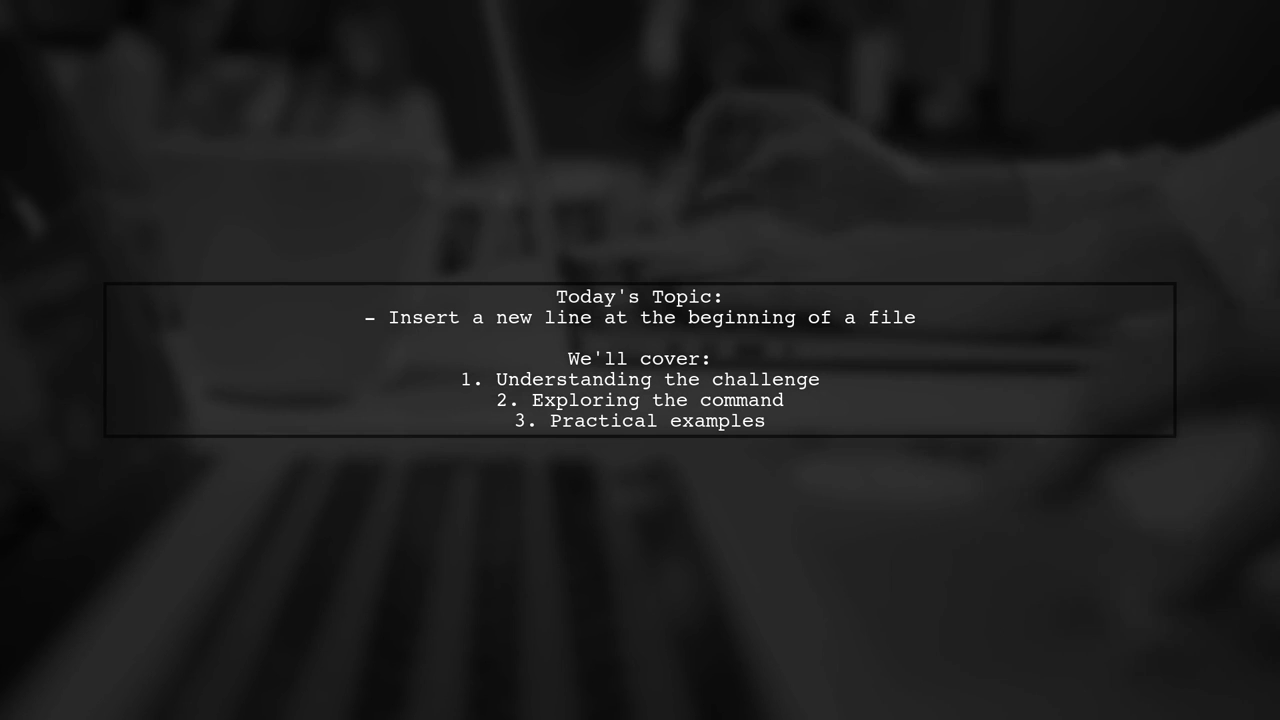 Today's Topic:
– Insert a new line at the beginning of a file
We'll cover:
1. Understanding the challenge
2. Exploring the command
3. Practical examples